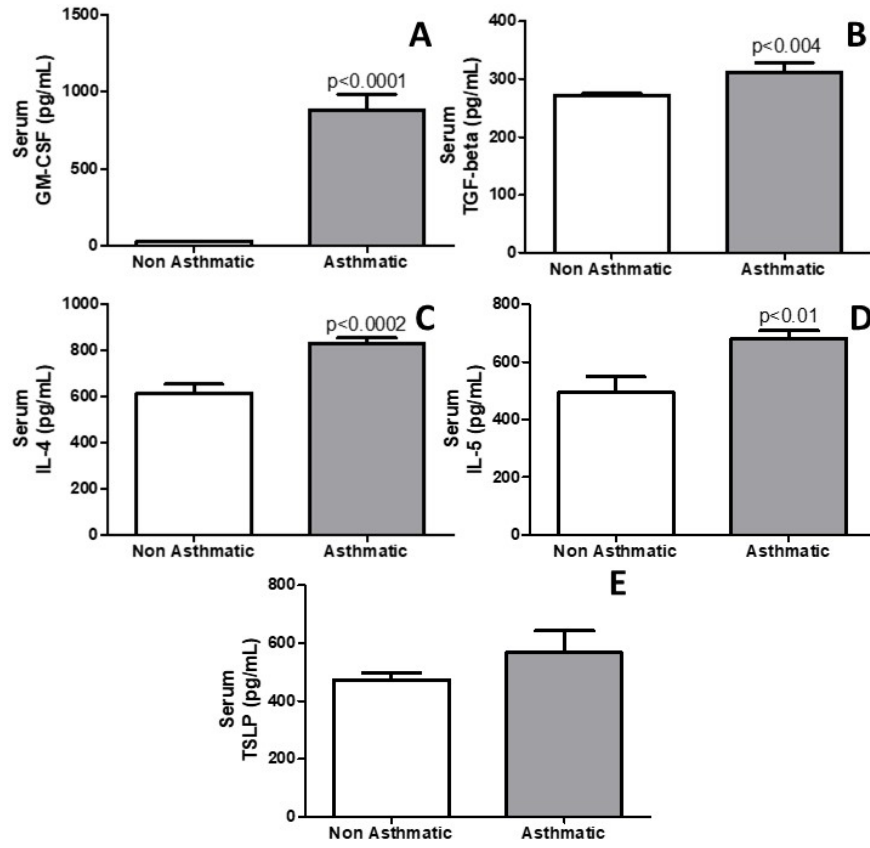 A
Serum
GM-CSF (pg/mL)
1500
1000
500
0
p<0.0001
Non Asthmatic
Asthmatic
B
Serum
TGF-beta (pg/mL)
400
300
200
100
0
p<0.004
Non Asthmatic
Asthmatic
C
Serum
IL-4 (pg/mL)
1000
800
600
400
200
0
p<0.0002
Non Asthmatic
Asthmatic
D
Serum
IL-5 (pg/mL)
800
600
400
200
0
p<0.01
Non Asthmatic
Asthmatic
E
Serum
TSLP (pg/mL)
800
600
400
200
0
Non Asthmatic
Asthmatic